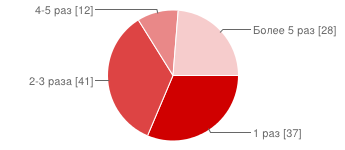 4-5 раз [12]
Более 5 раз [28]
2-3 раза [41]
1 раз [37]